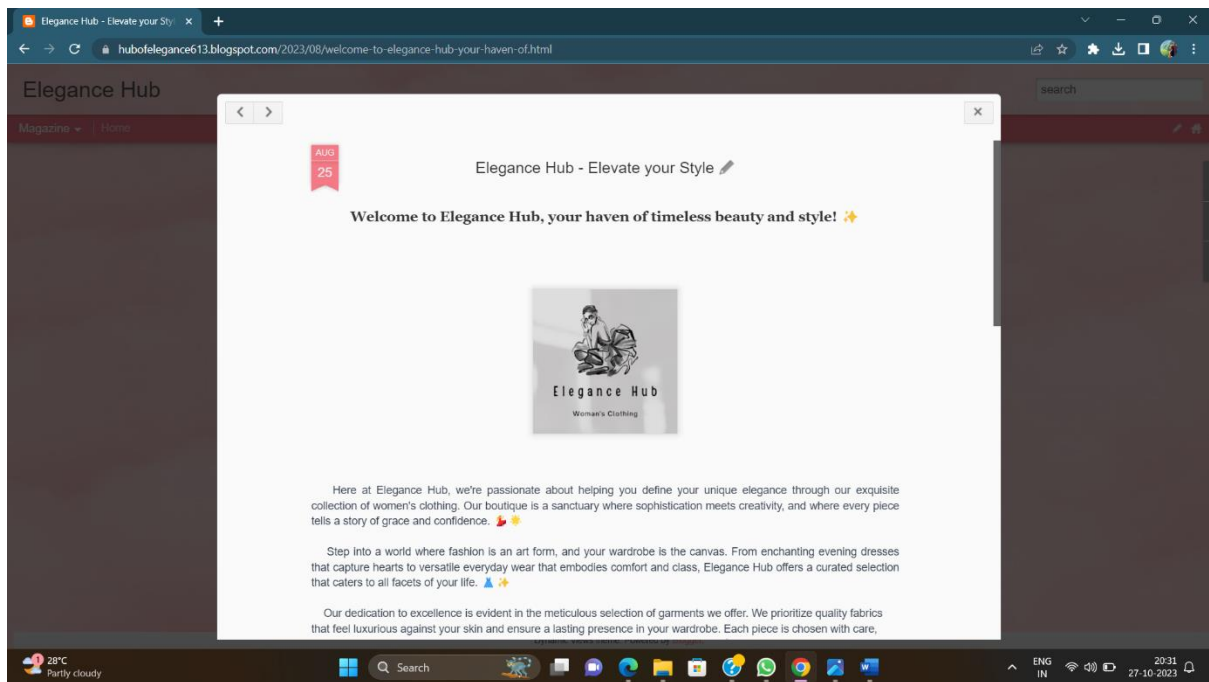 Elegance Hub - Elevate your Sty
hubofelegance613.blogspot.com/2023/08/welcome-to-elegance-hub-your-haven-of.html
Elegance Hub
search
Magazine
Home
AUG
25
Elegance Hub - Elevate your Style
Welcome to Elegance Hub, your haven of timeless beauty and style! ✨
Elegance Hub
Woman's Clothing
Here at Elegance Hub, we're passionate about helping you define your unique elegance through our exquisite
collection of women's clothing. Our boutique is a sanctuary where sophistication meets creativity, and where every piece
tells a story of grace and confidence. 💃🌟
Step into a world where fashion is an art form, and your wardrobe is the canvas. From enchanting evening dresses
that capture hearts to versatile everyday wear that embodies comfort and class, Elegance Hub offers a curated selection
that caters to all facets of your life. 👗✨
Our dedication to excellence is evident in the meticulous selection of garments we offer. We prioritize quality fabrics
that feel luxurious against your skin and ensure a lasting presence in your wardrobe. Each piece is chosen with care,
1
28°C
Partly cloudy
Search
ENG
IN
20:31
27-10-2023